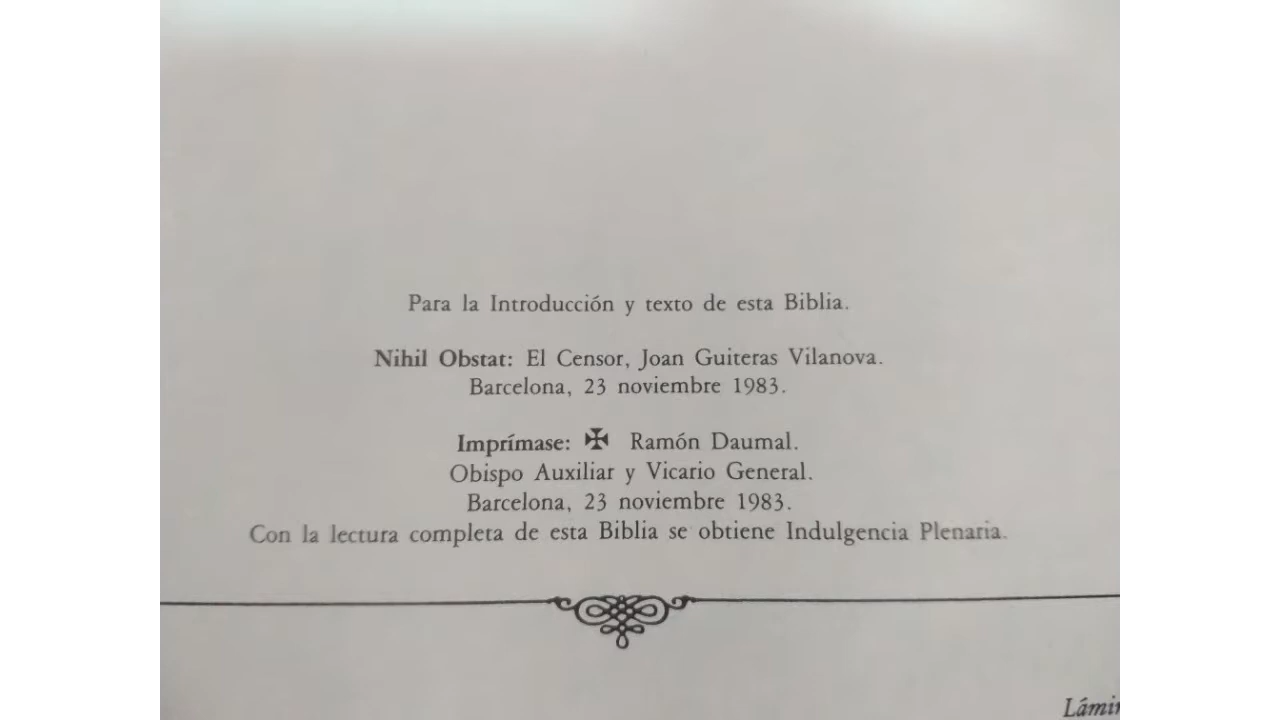 Para la Introducción y texto de esta Biblia.
Nihil Obstat: El Censor, Joan Guiteras Vilanova.
Barcelona, 23 noviembre 1983.
Imprímase: ✠ Ramón Daumal.
Obispo Auxiliar y Vicario General.
Barcelona, 23 noviembre 1983.
Con la lectura completa de esta Biblia se obtiene Indulgencia Plenaria.